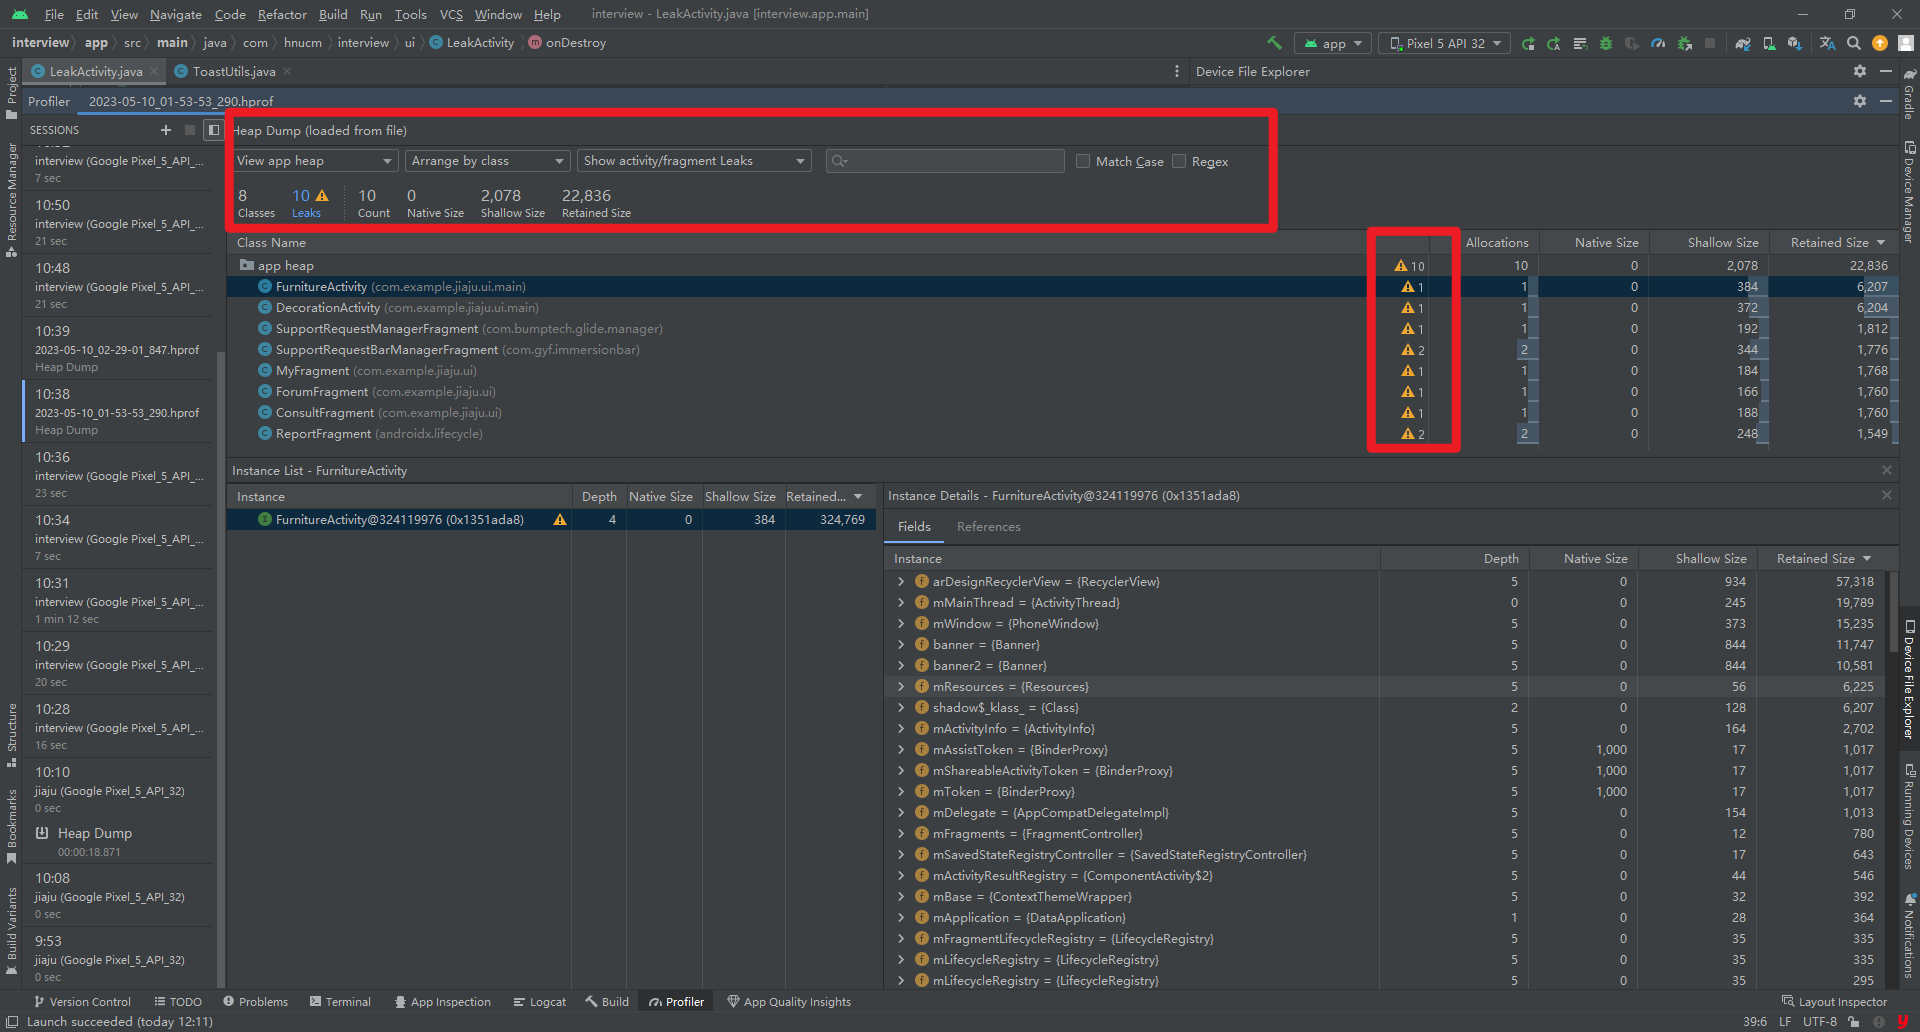 File Edit View Navigate Code Refactor Build Run Tools VCS Window Help interview - LeakActivity.java [interview.app.main]
interview app src main java com hnucm interview ui LeakActivity onDestroy app Pixel 5 API 32
LeakActivity.java ToastUtils.java Device File Explorer
Profiler 2023-05-10_01-53-53_290.hprof
SESSIONS
Heap Dump (loaded from file)
View app heap Arrange by class Show activity/fragment Leaks Match Case Regex
8 10 10 0 2,078 22,836
Classes Leaks Count Native Size Shallow Size Retained Size
Class Name Allocations Native Size Shallow Size Retained Size
app heap 10 10 0 2,078 22,836
FurnitureActivity (com.example.jiaju.ui.main) 1 1 0 384 6,207
DecorationActivity (com.example.jiaju.ui.main) 1 1 0 372 6,204
SupportRequestManagerFragment (com.bumptech.glide.manager) 1 1 0 192 1,812
SupportRequestBarManagerFragment (com.gyf.immersionbar) 2 2 0 344 1,776
MyFragment (com.example.jiaju.ui) 1 1 0 184 1,768
ForumFragment (com.example.jiaju.ui) 1 1 0 166 1,760
ConsultFragment (com.example.jiaju.ui) 1 1 0 188 1,760
ReportFragment (androidx.lifecycle) 2 2 0 248 1,549
interview (Google Pixel_5_API_...
7 sec
10:50
interview (Google Pixel_5_API_...
21 sec
10:48
interview (Google Pixel_5_API_...
21 sec
10:39
2023-05-10_02-29-01_847.hprof
Heap Dump
10:38
2023-05-10_01-53-53_290.hprof
Heap Dump
10:36
interview (Google Pixel_5_API_...
23 sec
10:34
interview (Google Pixel_5_API_...
7 sec
10:31
interview (Google Pixel_5_API_...
1 min 12 sec
10:29
interview (Google Pixel_5_API_...
20 sec
10:28
interview (Google Pixel_5_API_...
16 sec
10:10
jiaju (Google Pixel_5_API_32)
0 sec
Heap Dump
00:00:18.871
10:08
jiaju (Google Pixel_5_API_32)
0 sec
9:53
jiaju (Google Pixel_5_API_32)
0 sec
Instance List - FurnitureActivity
Instance Depth Native Size Shallow Size Retained...
FurnitureActivity@324119976 (0x1351ada8) 4 0 384 324,769
Instance Details - FurnitureActivity@324119976 (0x1351ada8)
Fields References
Instance Depth Native Size Shallow Size Retained Size
arDesignRecyclerView = {RecyclerView} 5 0 934 57,318
mMainThread = {ActivityThread} 0 0 245 19,789
mWindow = {PhoneWindow} 5 0 373 15,235
banner = {Banner} 5 0 844 11,747
banner2 = {Banner} 5 0 844 10,581
mResources = {Resources} 5 0 56 6,225
shadow$_klass_ = {Class} 2 0 128 6,207
mActivityInfo = {ActivityInfo} 5 0 164 2,702
mAssistToken = {BinderProxy} 5 1,000 17 1,017
mShareableActivityToken = {BinderProxy} 5 1,000 17 1,017
mToken = {BinderProxy} 5 1,000 17 1,017
mDelegate = {AppCompatDelegateImpl} 5 0 154 1,013
mFragments = {FragmentController} 5 0 12 780
mSavedStateRegistryController = {SavedStateRegistryController} 5 0 17 643
mActivityResultRegistry = {ComponentActivity$2} 5 0 44 546
mBase = {ContextThemeWrapper} 5 0 32 392
mApplication = {DataApplication} 1 0 28 364
mFragmentLifecycleRegistry = {LifecycleRegistry} 5 0 35 335
mLifecycleRegistry = {LifecycleRegistry} 5 0 35 335
mLifecycleRegistry = {LifecycleRegistry} 5 0 35 295
Project
Resource Manager
Structure
Bookmarks
Build Variants
Gradle
Device Manager
Device File Explorer
Running Devices
Notifications
Version Control TODO Problems Terminal App Inspection Logcat Build Profiler App Quality Insights Layout Inspector
Launch succeeded (today 12:11) 39:6 LF UTF-8